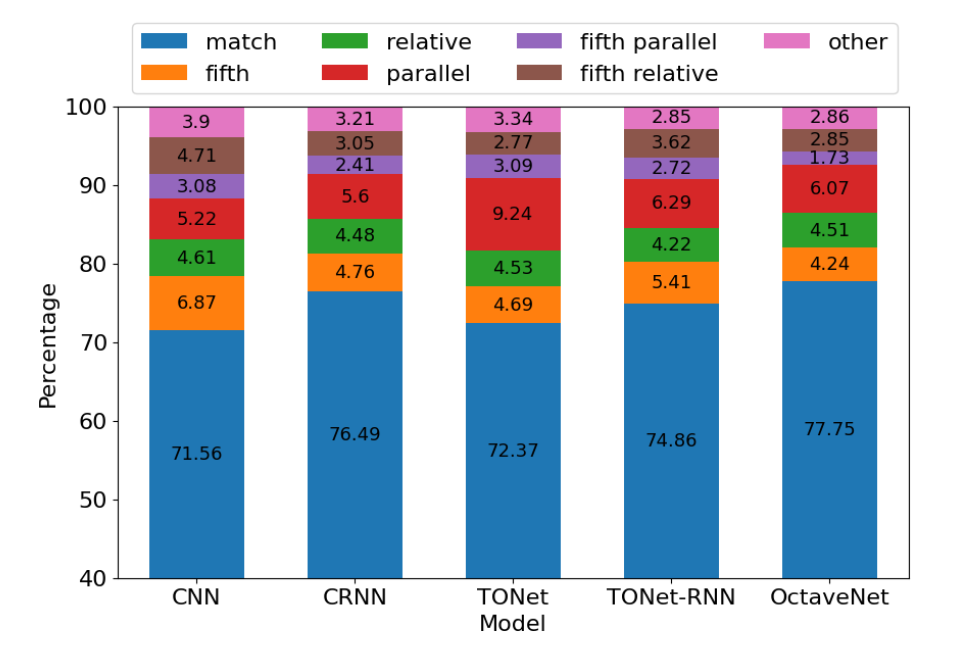 match relative fifth parallel other
fifth parallel fifth relative
100
90
80
70
60
50
40
Percentage
3.9 3.21 3.34 2.85 2.86
4.71 3.05 2.77 3.62 2.85
3.08 2.41 3.09 2.72 1.73
5.22 5.6 9.24 6.29 6.07
4.61 4.48 4.53 4.22 4.51
6.87 4.76 4.69 5.41 4.24
71.56 76.49 72.37 74.86 77.75
CNN CRNN TONet TONet-RNN OctaveNet
Model